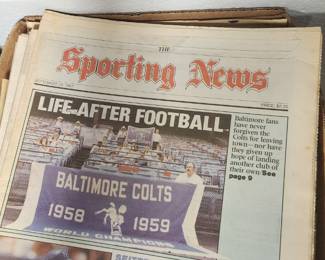 THE
Sporting News
LIFE AFTER FOOTBALL
Baltimore fans
have never
forgiven the
Colts for leaving
town—nor have
they given up
hope of landing
another club of
their own/See
page 9
BALTIMORE COLTS
1958 1959
WORLD CHAMPIONS